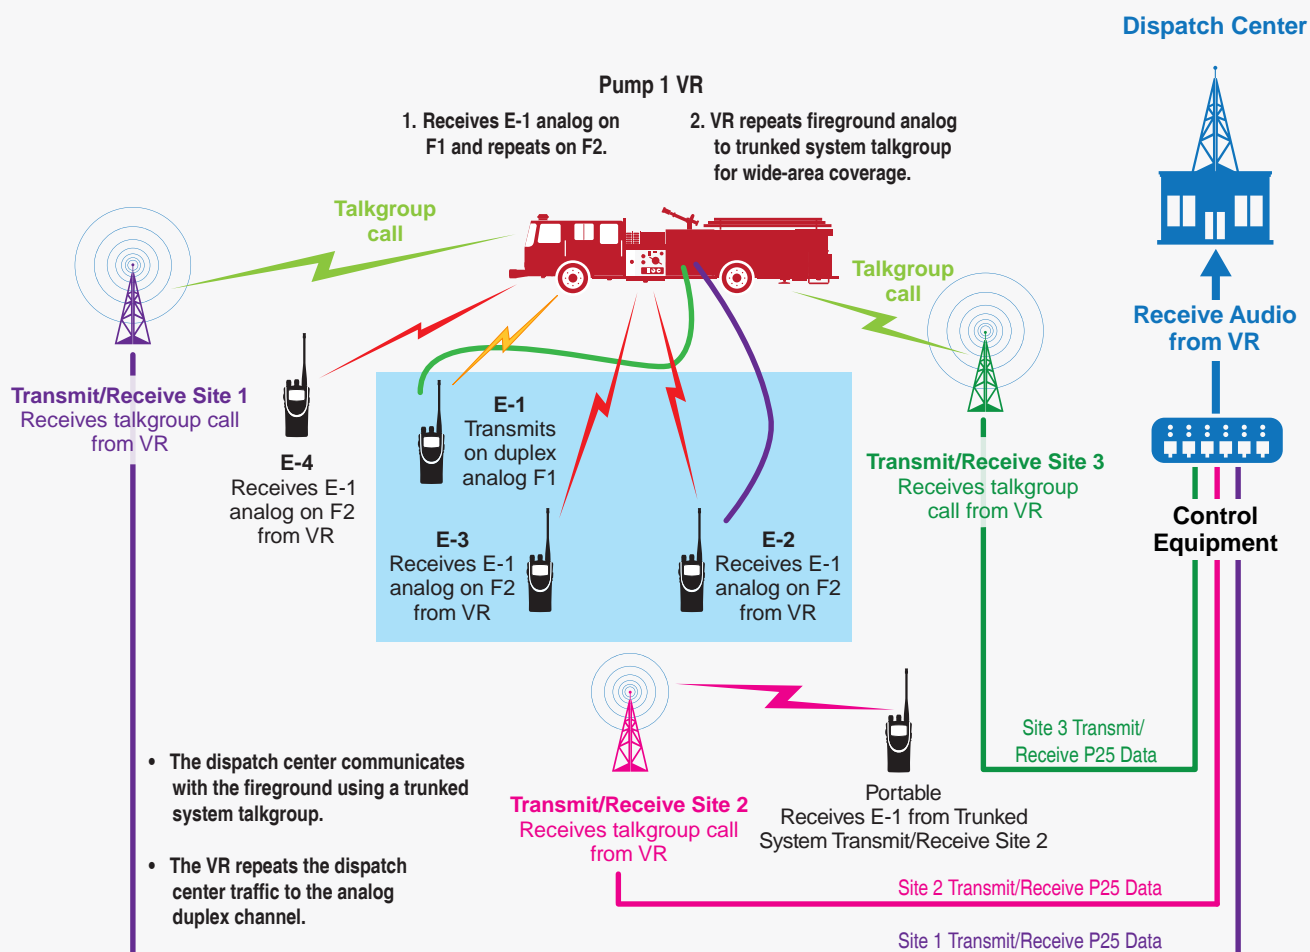 Dispatch Center
Pump 1 VR
1. Receives E-1 analog on
F1 and repeats on F2.
2. VR repeats fireground analog
to trunked system talkgroup
for wide-area coverage.
Talkgroup
call
Talkgroup
call
Receive Audio
from VR
Transmit/Receive Site 1
Receives talkgroup call
from VR
E-4
Receives E-1
analog on F2
from VR
E-1
Transmits
on duplex
analog F1
E-3
Receives E-1
analog on F2
from VR
E-2
Receives E-1
analog on F2
from VR
Transmit/Receive Site 3
Receives talkgroup
call from VR
Control
Equipment
Site 3 Transmit/
Receive P25 Data
• The dispatch center communicates
with the fireground using a trunked
system talkgroup.
• The VR repeats the dispatch
center traffic to the analog
duplex channel.
Transmit/Receive Site 2
Receives talkgroup call
from VR
Portable
Receives E-1 from Trunked
System Transmit/Receive Site 2
Site 2 Transmit/Receive P25 Data
Site 1 Transmit/Receive P25 Data